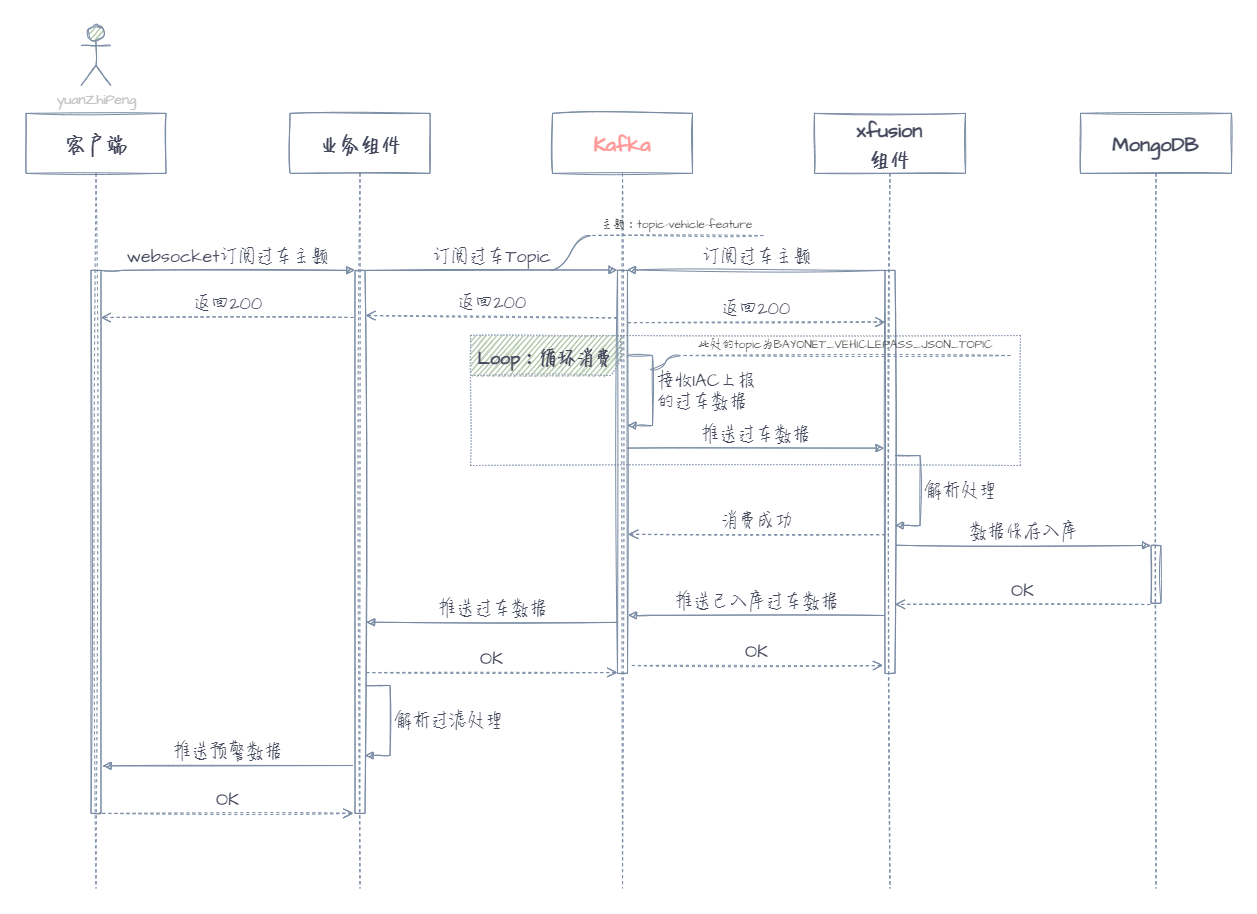 yuanZhiPeng
客户端
业务组件
Kafka
xfusion
组件
MongoDB
主题：topic-vehicle-feature
websocket订阅过车主题
订阅过车Topic
订阅过车主题
返回200
返回200
返回200
Loop：循环消费
此处的topic为BAYONET_VEHICLEPASS_JSON_TOPIC
接收IAC上报
的过车数据
推送过车数据
解析处理
消费成功
数据保存入库
OK
推送过车数据
推送已入库过车数据
OK
OK
解析过滤处理
推送预警数据
OK